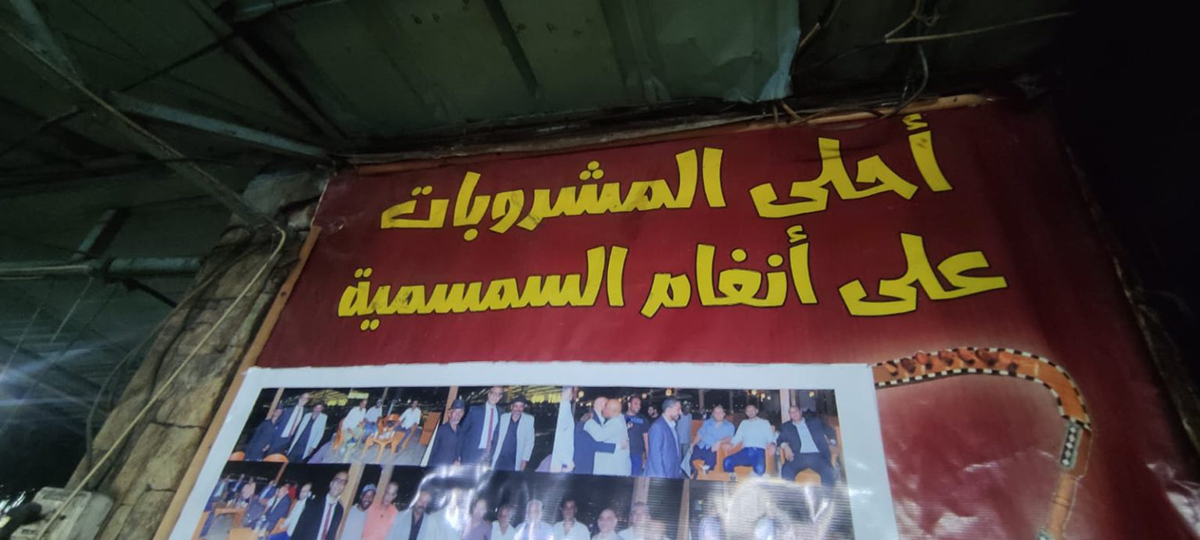 أحلى المشروبات
على أنغام السمسمية